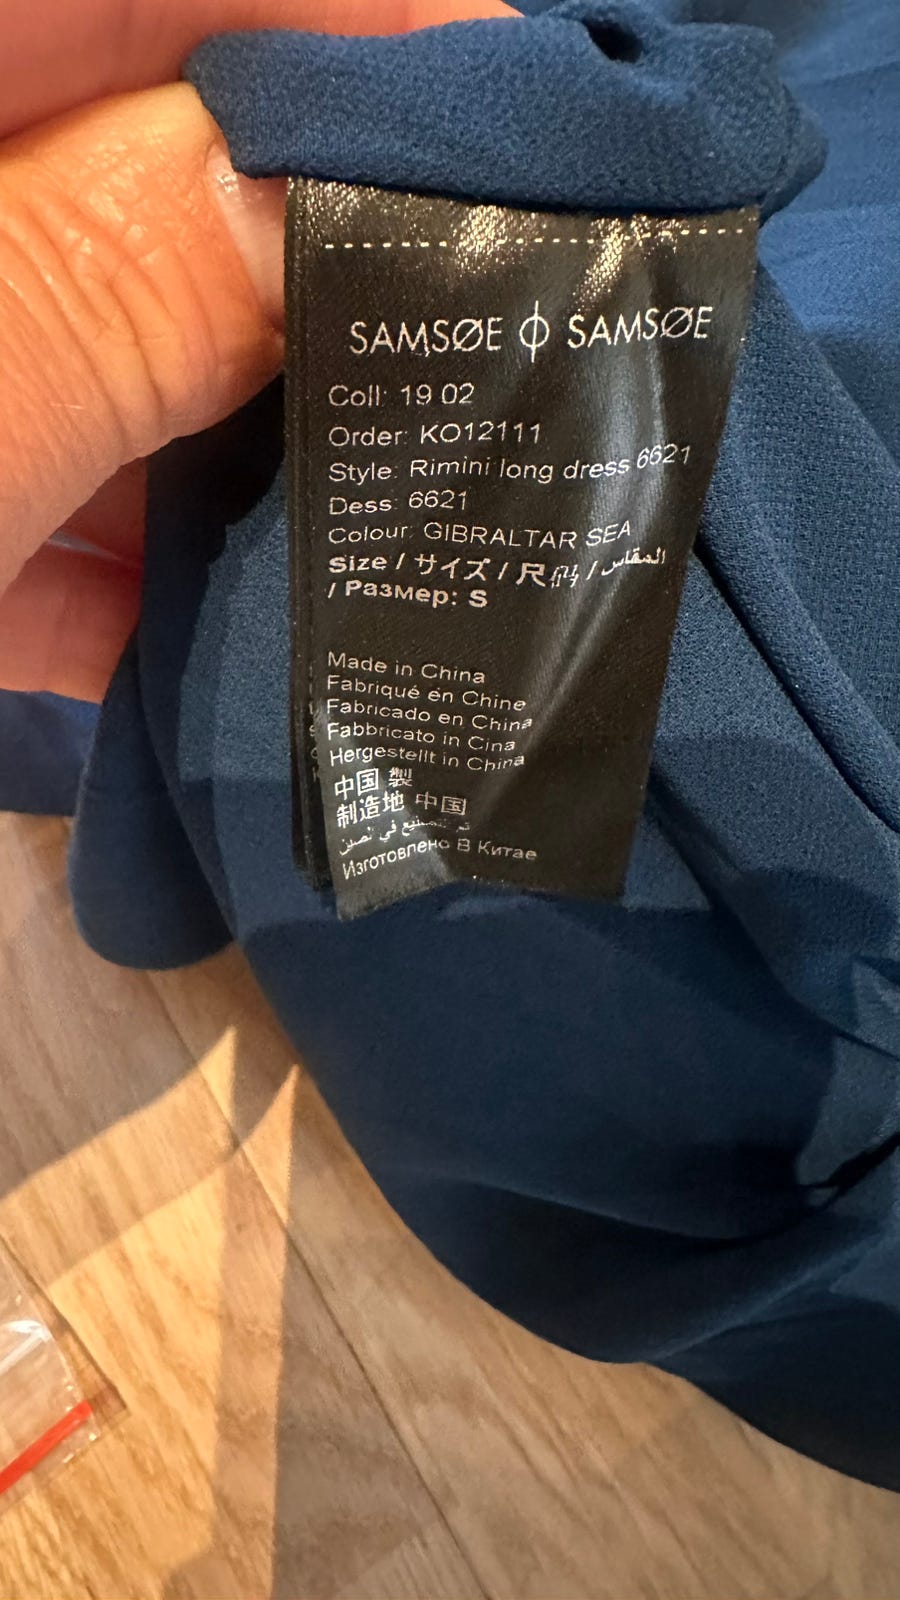 SAMSØE ϕ SAMSØE
Coll: 19 02
Order: KO12111
Style: Rimini long dress 6621
Dess: 6621
Colour: GIBRALTAR SEA
Size / サイズ / 尺码 / المقاس
/ Размер: S
Made in China
Fabriqué en Chine
Fabricado en China
Fabbricato in Cina
Hergestellt in China
中国 製
制造地 中国
تم تصنيع في
Изготовлено В Китае